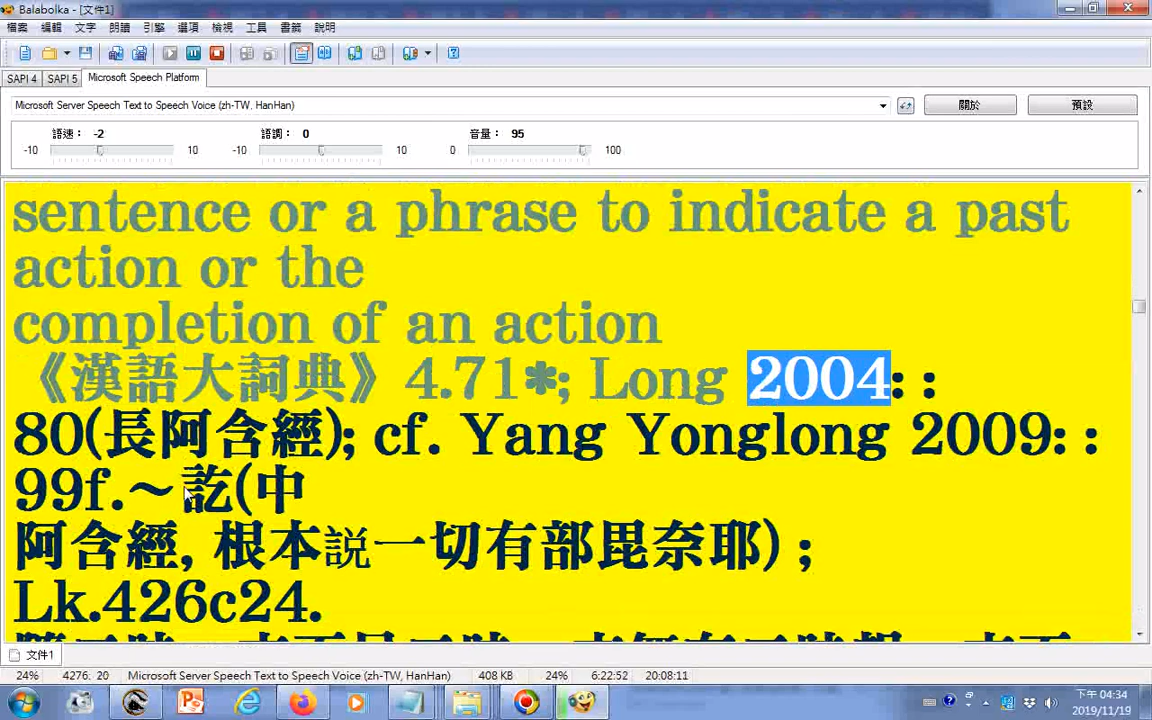 Balabolka - [文件1]
檔案 編輯 文字 朗讀 引擎 選項 檢視 工具 書籤 說明
SAPI 4 SAPI 5 Microsoft Speech Platform
Microsoft Server Speech Text to Speech Voice (zh-TW, HanHan) 關於 預設
語速： -2 語調： 0 音量： 95
-10 10 -10 10 0 100
sentence or a phrase to indicate a past
action or the
completion of an action
《漢語大詞典》 4.71*; Long 2004: :
80(長阿含經); cf. Yang Yonglong 2009: :
99f.～訖(中
阿含經, 根本説一切有部毘奈耶) ;
Lk.426c24.
文件1
24% 4276: 20 Microsoft Server Speech Text to Speech Voice (zh-TW, HanHan) 408 KB 24% 6:22:52 20:08:11
下午 04:34
2019/11/19